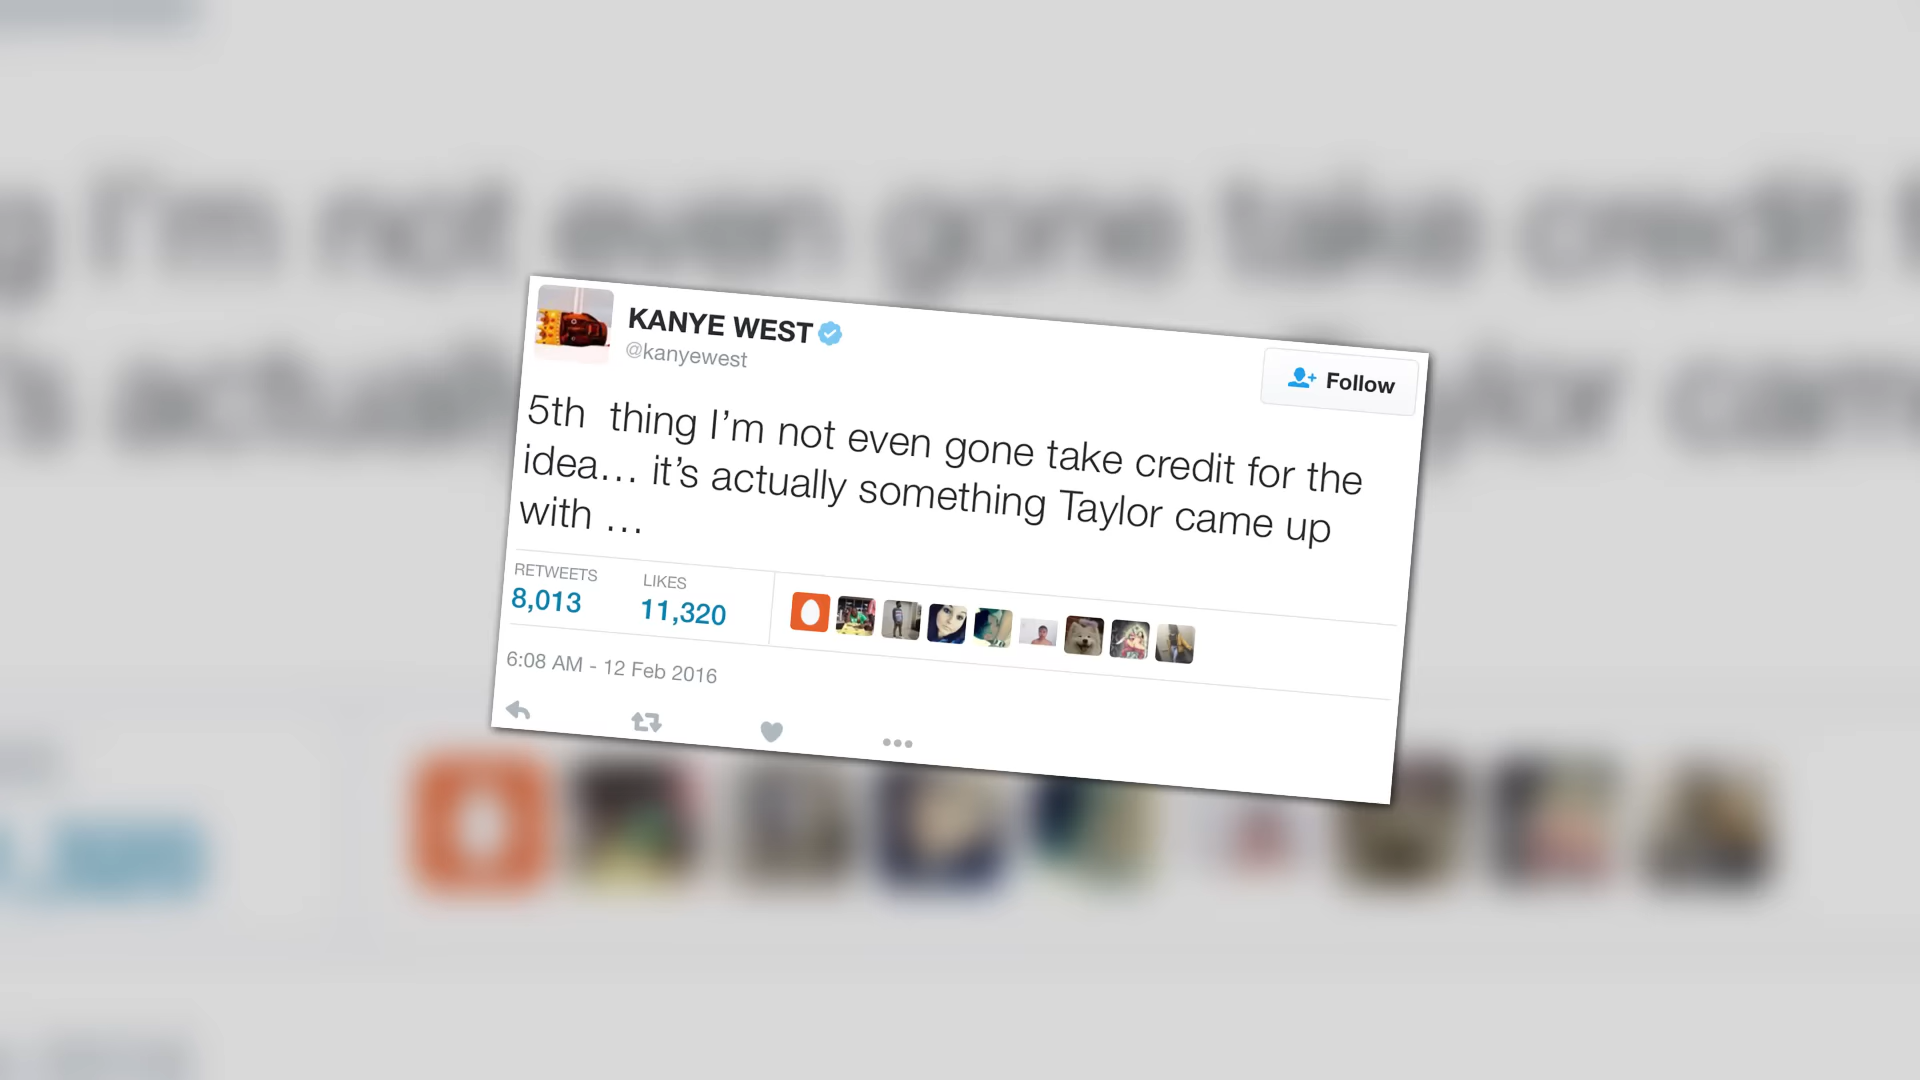 KANYE WEST
@kanyewest
Follow
5th  thing I’m not even gone take credit for the
idea… it’s actually something Taylor came up
with …
RETWEETS
8,013
LIKES
11,320
6:08 AM - 12 Feb 2016